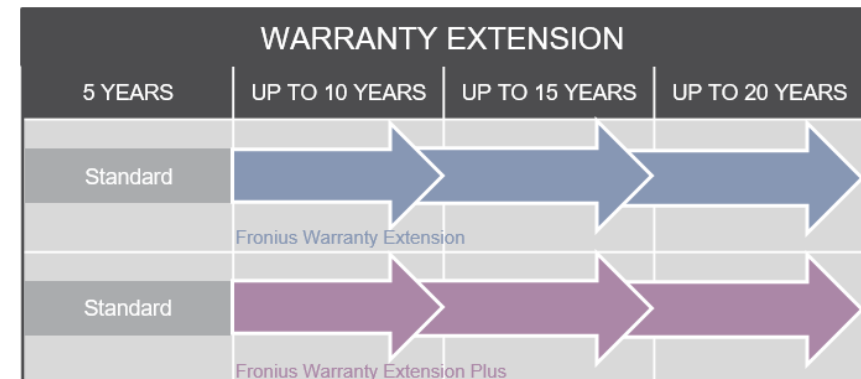 WARRANTY EXTENSION
5 YEARS UP TO 10 YEARS UP TO 15 YEARS UP TO 20 YEARS
Standard
Fronius Warranty Extension
Standard
Fronius Warranty Extension Plus